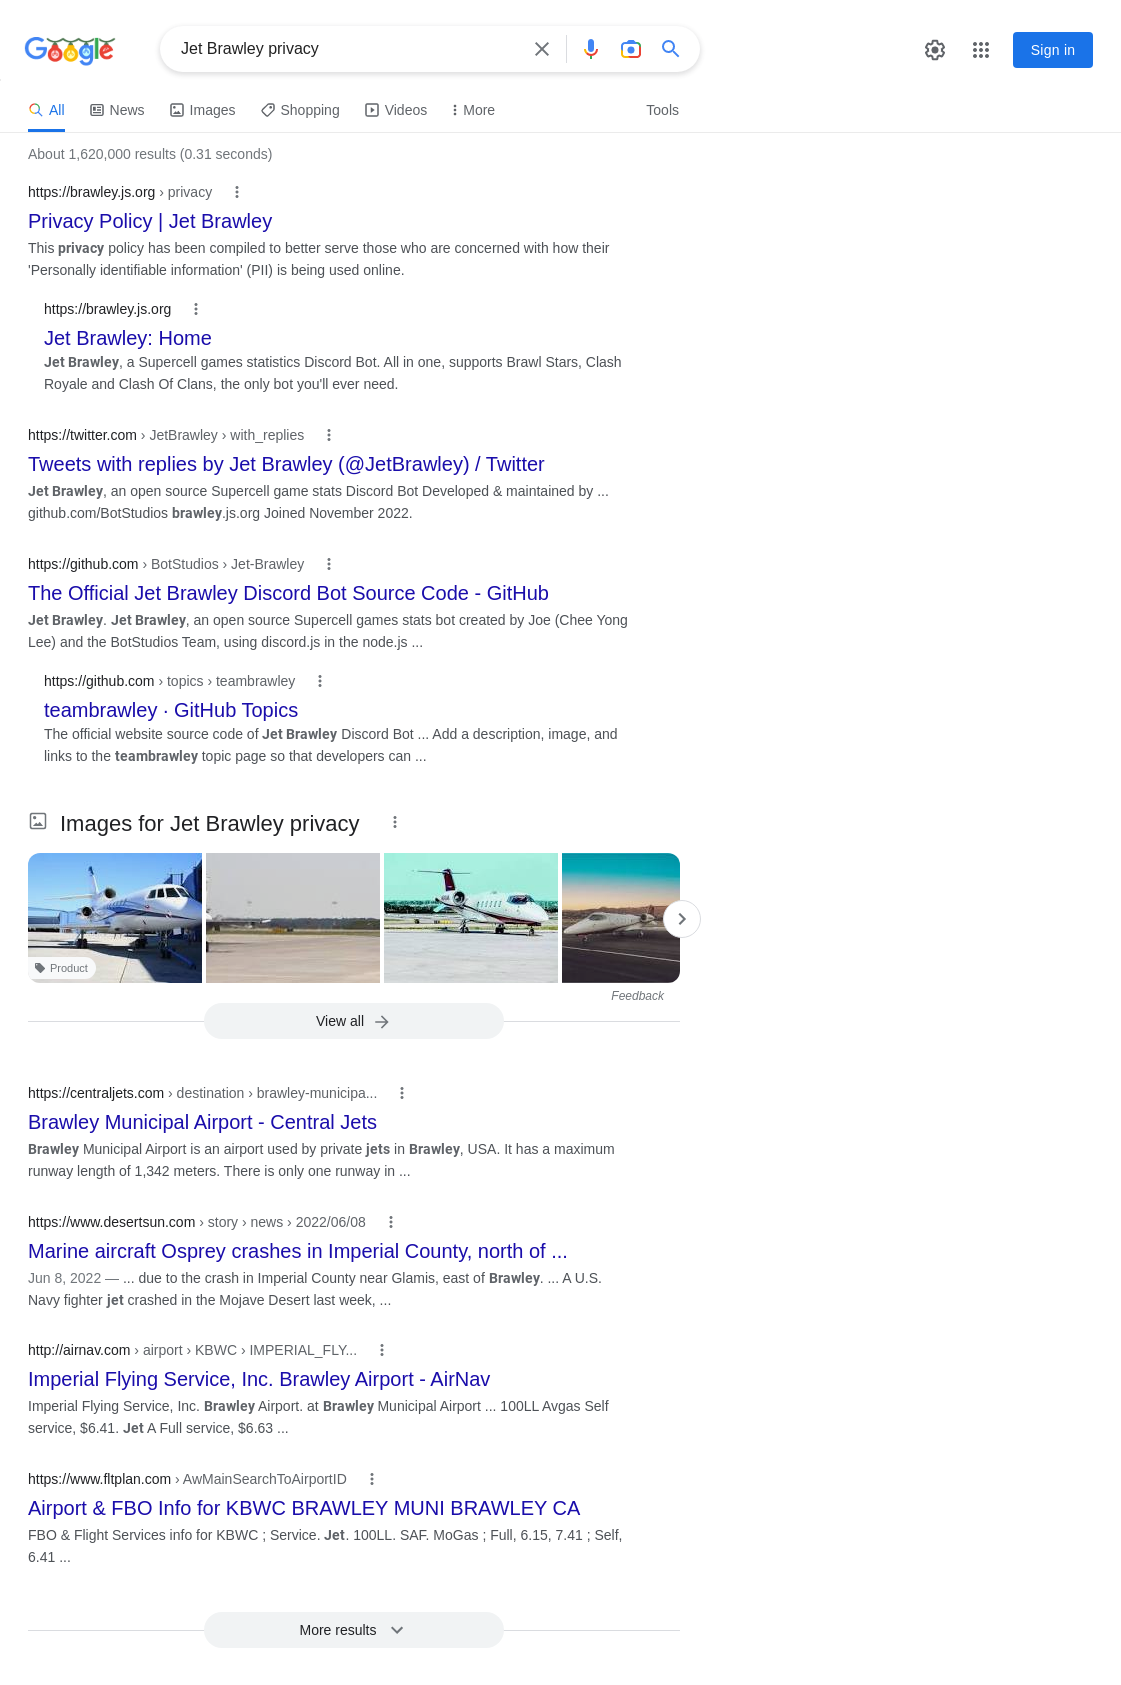 Google
Jet Brawley privacy
Sign in
All
News
Images
Shopping
Videos
More
Tools
About 1,620,000 results (0.31 seconds)
https://brawley.js.org › privacy
Privacy Policy | Jet Brawley
This privacy policy has been compiled to better serve those who are concerned with how their
'Personally identifiable information' (PII) is being used online.
https://brawley.js.org
Jet Brawley: Home
Jet Brawley, a Supercell games statistics Discord Bot. All in one, supports Brawl Stars, Clash
Royale and Clash Of Clans, the only bot you'll ever need.
https://twitter.com › JetBrawley › with_replies
Tweets with replies by Jet Brawley (@JetBrawley) / Twitter
Jet Brawley, an open source Supercell game stats Discord Bot Developed & maintained by ...
github.com/BotStudios brawley.js.org Joined November 2022.
https://github.com › BotStudios › Jet-Brawley
The Official Jet Brawley Discord Bot Source Code - GitHub
Jet Brawley. Jet Brawley, an open source Supercell games stats bot created by Joe (Chee Yong
Lee) and the BotStudios Team, using discord.js in the node.js ...
https://github.com › topics › teambrawley
teambrawley · GitHub Topics
The official website source code of Jet Brawley Discord Bot ... Add a description, image, and
links to the teambrawley topic page so that developers can ...
Images for Jet Brawley privacy
Product
Feedback
View all
https://centraljets.com › destination › brawley-municipa...
Brawley Municipal Airport - Central Jets
Brawley Municipal Airport is an airport used by private jets in Brawley, USA. It has a maximum
runway length of 1,342 meters. There is only one runway in ...
https://www.desertsun.com › story › news › 2022/06/08
Marine aircraft Osprey crashes in Imperial County, north of ...
Jun 8, 2022 — ... due to the crash in Imperial County near Glamis, east of Brawley. ... A U.S.
Navy fighter jet crashed in the Mojave Desert last week, ...
http://airnav.com › airport › KBWC › IMPERIAL_FLY...
Imperial Flying Service, Inc. Brawley Airport - AirNav
Imperial Flying Service, Inc. Brawley Airport. at Brawley Municipal Airport ... 100LL Avgas Self
service, $6.41. Jet A Full service, $6.63 ...
https://www.fltplan.com › AwMainSearchToAirportID
Airport & FBO Info for KBWC BRAWLEY MUNI BRAWLEY CA
FBO & Flight Services info for KBWC ; Service. Jet. 100LL. SAF. MoGas ; Full, 6.15, 7.41 ; Self,
6.41 ...
More results